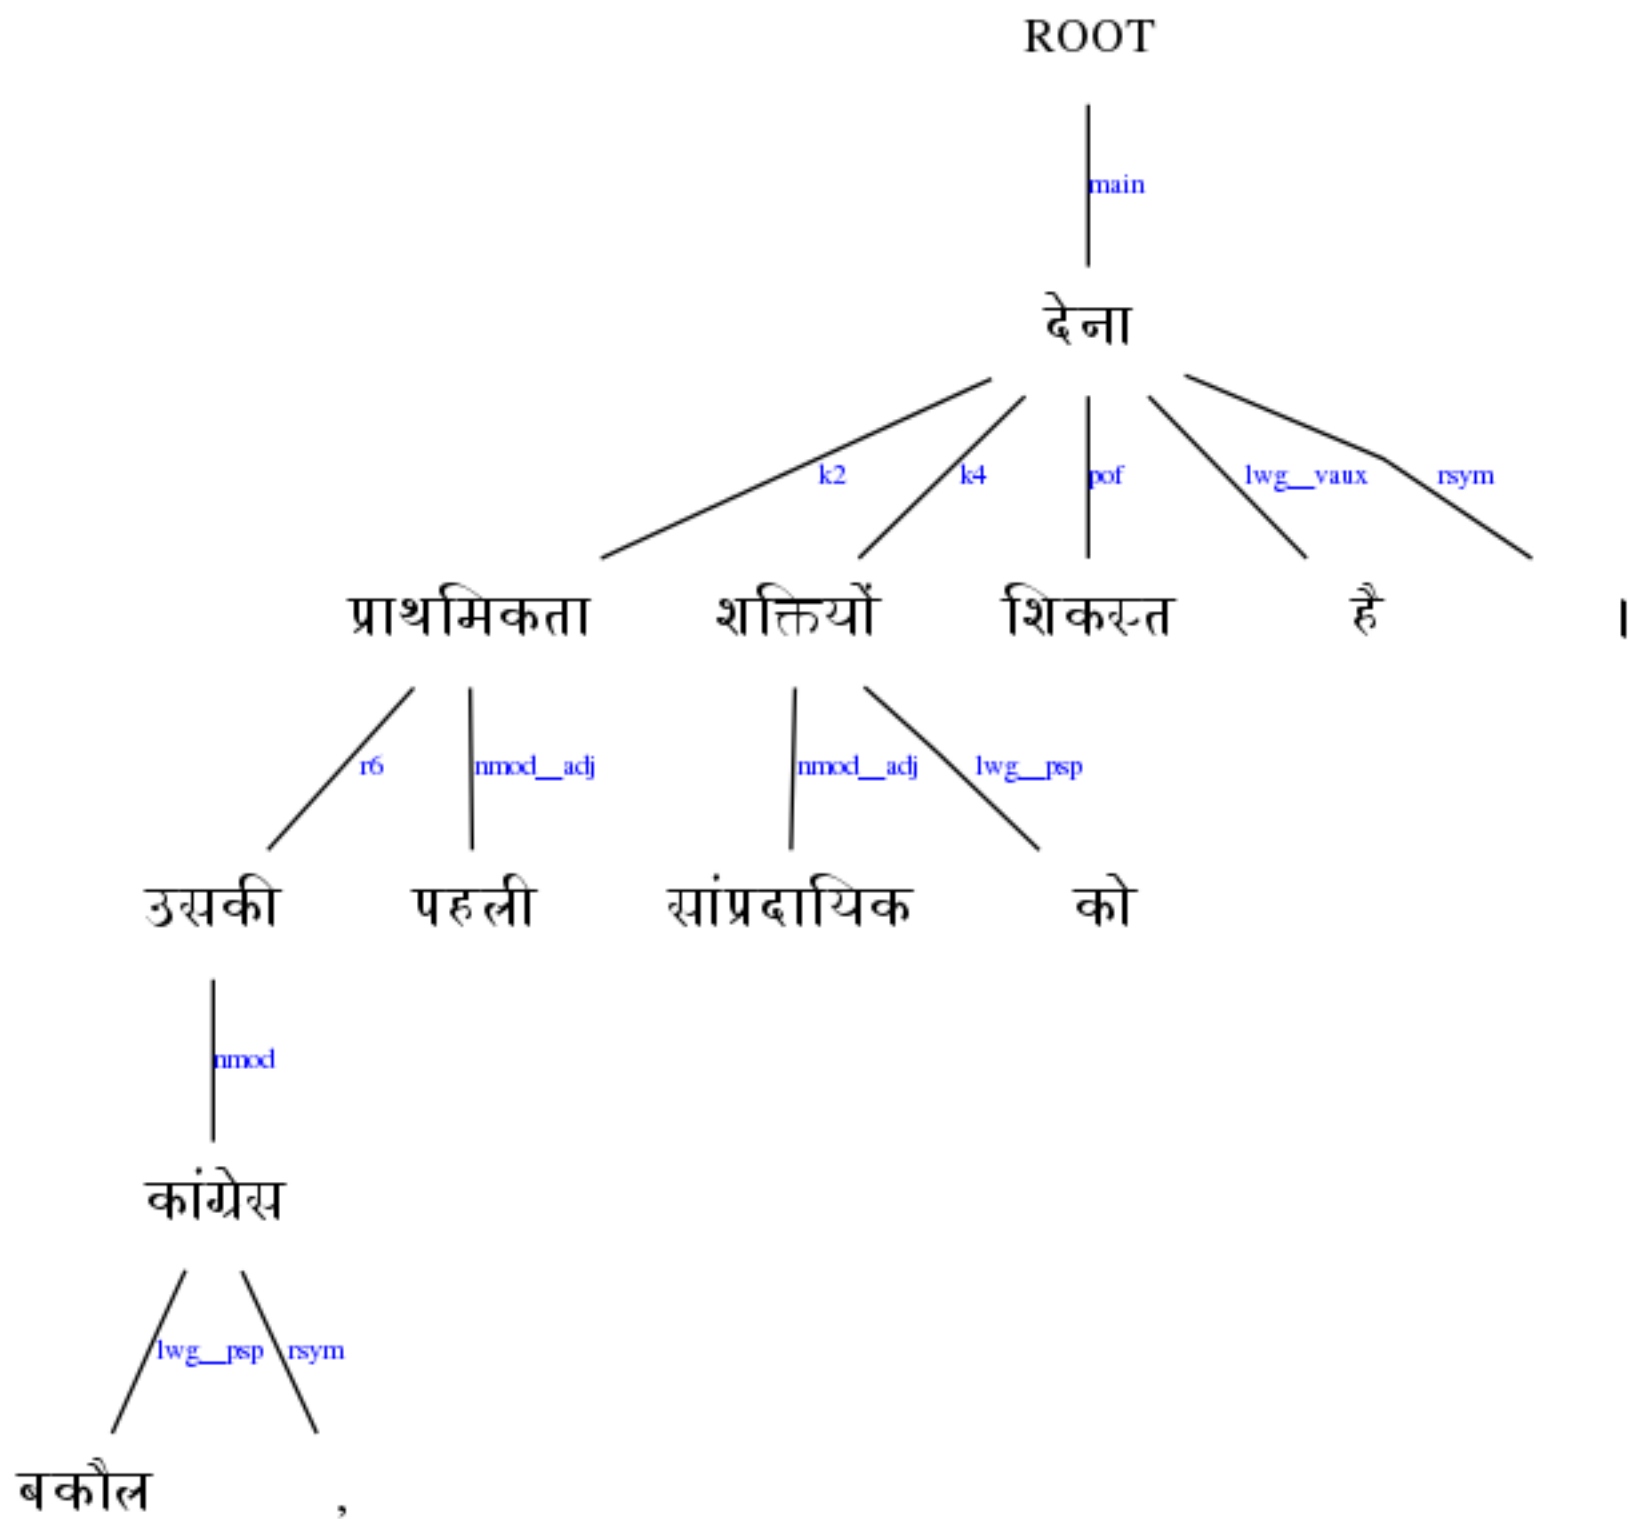 ROOT
main
देना
k2 k4 pof lwg__vaux rsym
प्राथमिकता शक्तियों शिकस्त है ।
r6 nmod__adj nmod__adj lwg__psp
उसकी पहली सांप्रदायिक को
nmod
कांग्रेस
lwg__psp rsym
बकौल ,